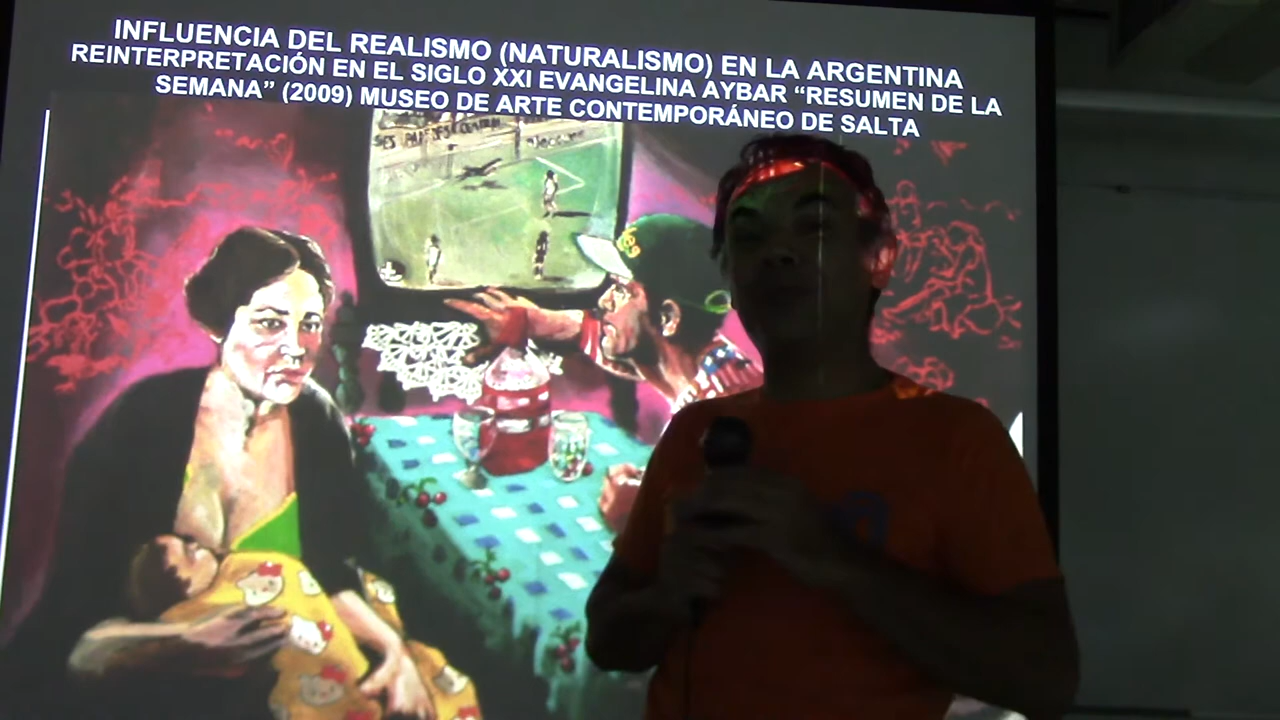 INFLUENCIA DEL REALISMO (NATURALISMO) EN LA ARGENTINA
REINTERPRETACIÓN EN EL SIGLO XXI EVANGELINA AYBAR “RESUMEN DE LA
SEMANA” (2009) MUSEO DE ARTE CONTEMPORÁNEO DE SALTA